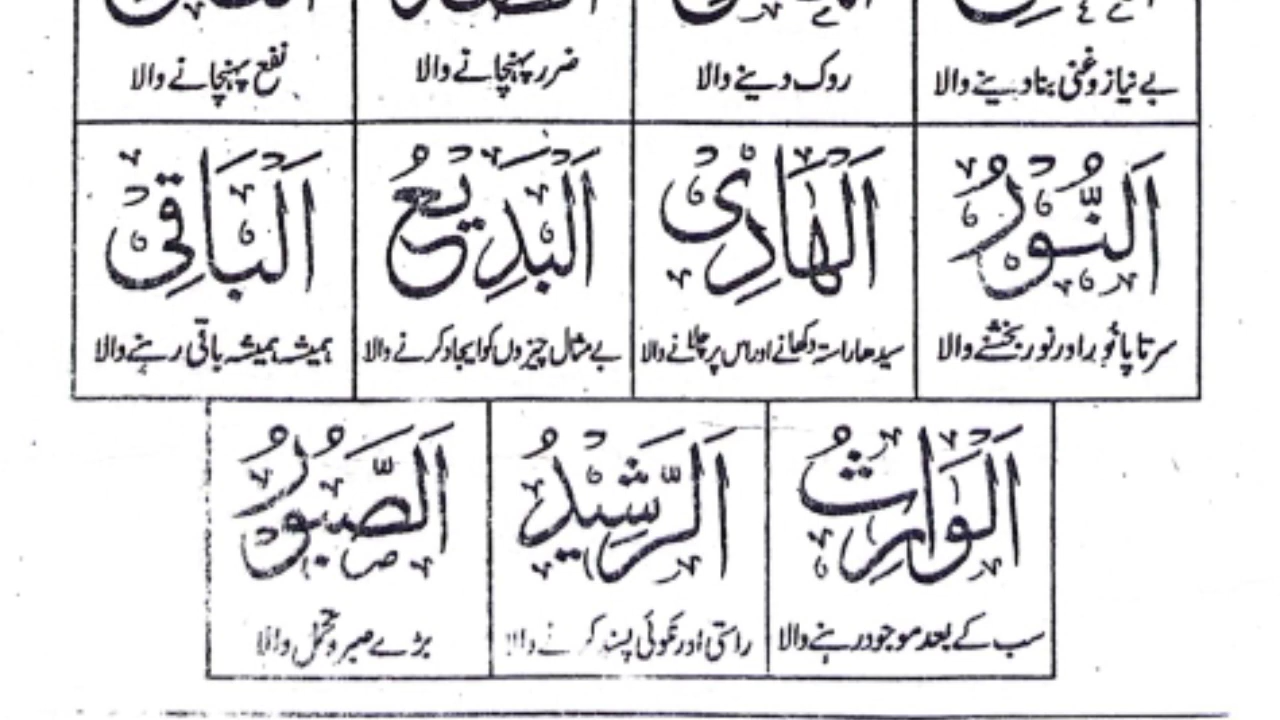 بے نیاز و غنی بنا دینے والا
روک دینے والا
ضرر پہنچانے والا
نفع پہنچانے والا
اَلنُّوْرُ
اَلْهَادِیْ
اَلْبَدِیْعُ
اَلْبَاقِیْ
سرتاپا نور اور نور بخشنے والا
سیدھا راستہ دکھانے اور اس پر چلانے والا
بے مثال چیزوں کو ایجاد کرنے والا
ہمیشہ ہمیشہ باقی رہنے والا
اَلْوَارِثُ
اَلرَّشِیْدُ
اَلصَّبُوْرُ
سب کے بعد موجود رہنے والا
راستی اور نکوئی پسند کرنے والا
بڑے صبر و تحمل والا